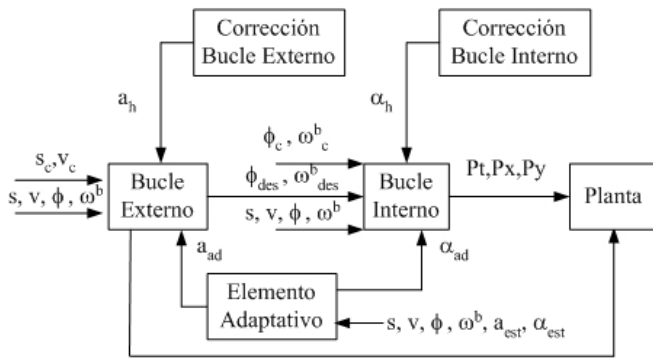 Corrección
Bucle Externo
Corrección
Bucle Interno
a_h
α_h
s_c,v_c
ϕ_c , ω^b_c
s, v, ϕ , ω^b
Bucle
Externo
ϕ_des , ω^b_des
s, v, ϕ , ω^b
Bucle
Interno
Pt,Px,Py
Planta
a_ad
α_ad
Elemento
Adaptativo
s, v, ϕ , ω^b, a_est, α_est